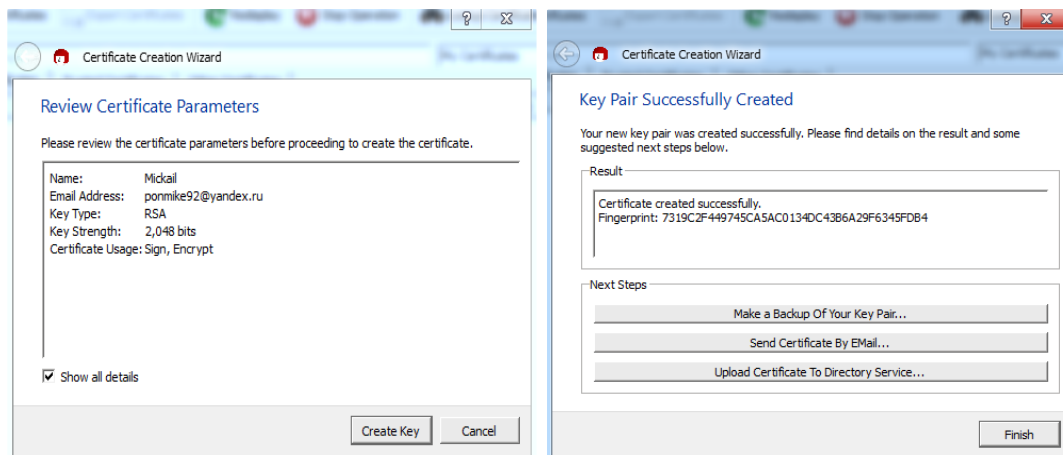 Certificate Creation Wizard
Review Certificate Parameters
Please review the certificate parameters before proceeding to create the certificate.
Name: Mickail
Email Address: ponmike92@yandex.ru
Key Type: RSA
Key Strength: 2,048 bits
Certificate Usage: Sign, Encrypt
Show all details
Create Key
Cancel
Certificate Creation Wizard
Key Pair Successfully Created
Your new key pair was created successfully. Please find details on the result and some
suggested next steps below.
Result
Certificate created successfully.
Fingerprint: 7319C2F449745CA5AC0134DC43B6A29F6345FDB4
Next Steps
Make a Backup Of Your Key Pair...
Send Certificate By EMail...
Upload Certificate To Directory Service...
Finish